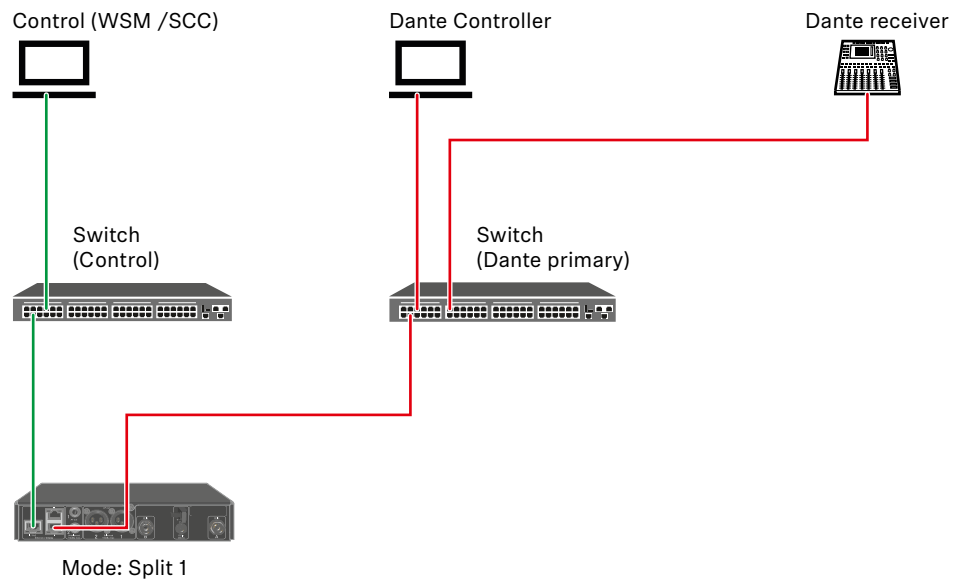 Control (WSM /SCC)
Dante Controller
Dante receiver
Switch
(Control)
Switch
(Dante primary)
Mode: Split 1